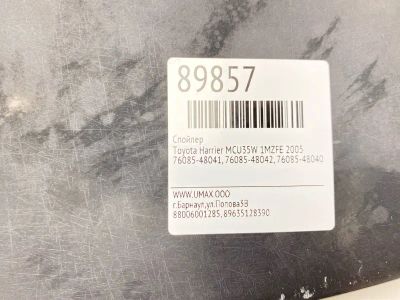 89857
Спойлер
Toyota Harrier MCU35W 1MZFE 2005
76085-48041, 76085-48042, 76085-48040
WWW.UMAX.OOO
г.Барнаул,ул.Попова3В
88006001285, 89635128390